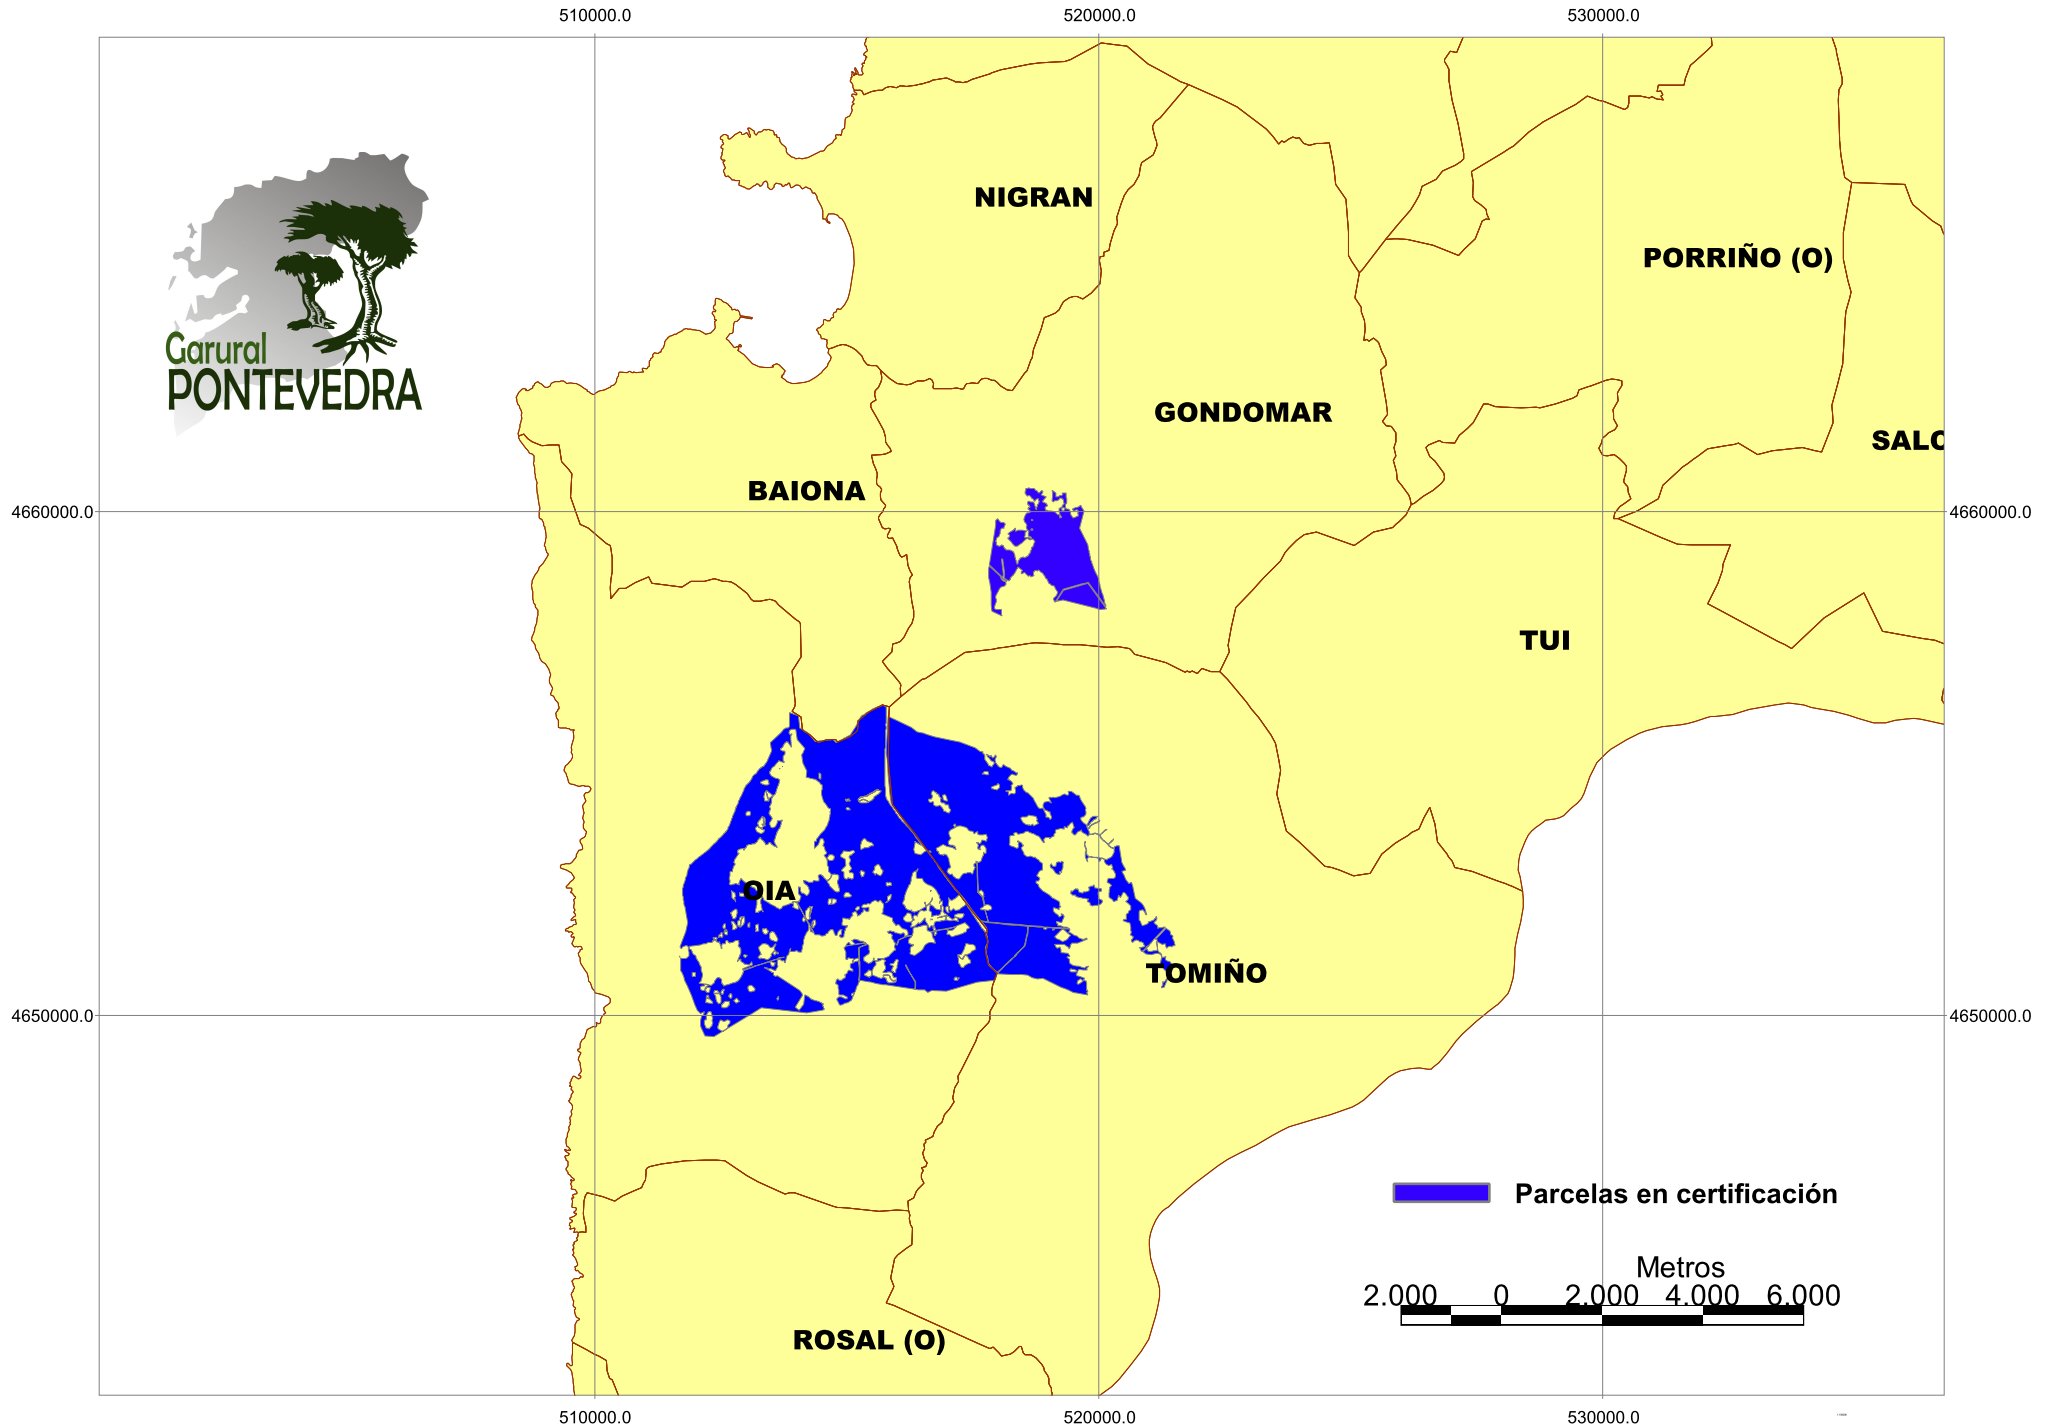 510000.0 520000.0 530000.0
NIGRAN
PORRIÑO (O)
Garural
PONTEVEDRA
GONDOMAR
SALC
BAIONA
4660000.0 4660000.0
TUI
OIA
TOMIÑO
4650000.0 4650000.0
Parcelas en certificación
Metros
2.000 0 2.000 4.000 6.000
ROSAL (O)
510000.0 520000.0 530000.0